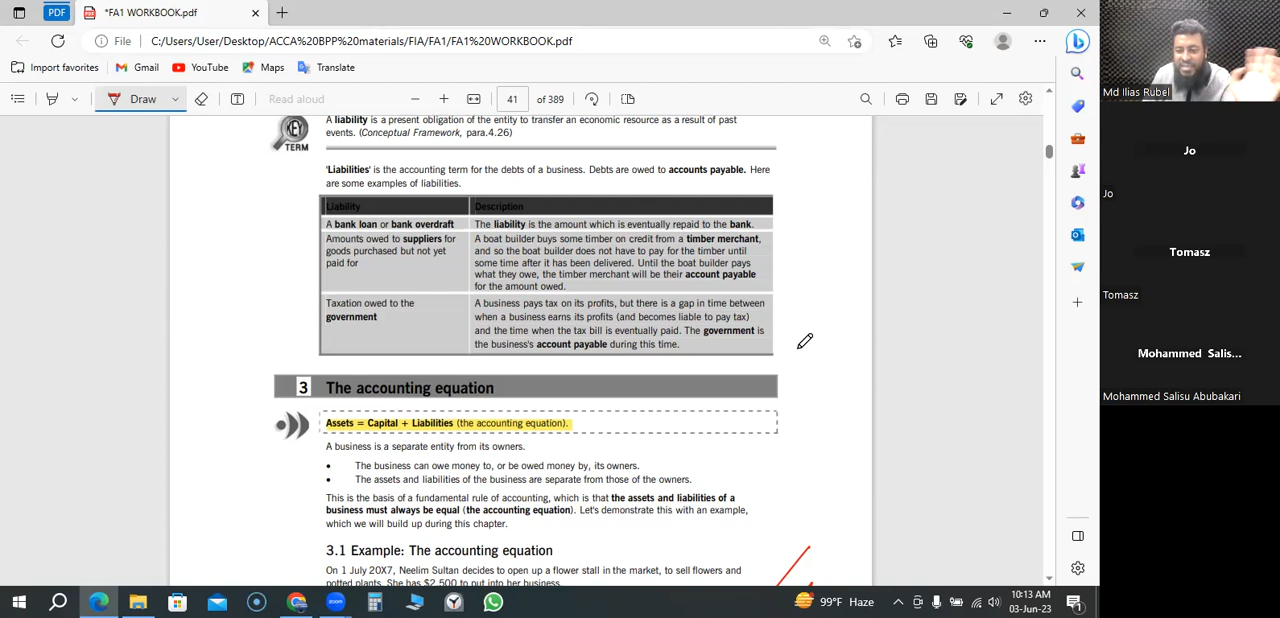 PDF
*FA1 WORKBOOK.pdf
File
C:/Users/User/Desktop/ACCA%20BPP%20materials/FIA/FA1/FA1%20WORKBOOK.pdf
Import favorites
Gmail
YouTube
Maps
Translate
Draw
Read aloud
41 of 389
KEY
TERM
A liability is a present obligation of the entity to transfer an economic resource as a result of past
events. (Conceptual Framework, para.4.26)
'Liabilities' is the accounting term for the debts of a business. Debts are owed to accounts payable. Here
are some examples of liabilities.
Liability
Description
A bank loan or bank overdraft
The liability is the amount which is eventually repaid to the bank.
Amounts owed to suppliers for
goods purchased but not yet
paid for
A boat builder buys some timber on credit from a timber merchant,
and so the boat builder does not have to pay for the timber until
some time after it has been delivered. Until the boat builder pays
what they owe, the timber merchant will be their account payable
for the amount owed.
Taxation owed to the
government
A business pays tax on its profits, but there is a gap in time between
when a business earns its profits (and becomes liable to pay tax)
and the time when the tax bill is eventually paid. The government is
the business's account payable during this time.
3 The accounting equation
Assets = Capital + Liabilities (the accounting equation).
A business is a separate entity from its owners.
• The business can owe money to, or be owed money by, its owners.
• The assets and liabilities of the business are separate from those of the owners.
This is the basis of a fundamental rule of accounting, which is that the assets and liabilities of a
business must always be equal (the accounting equation). Let's demonstrate this with an example,
which we will build up during this chapter.
3.1 Example: The accounting equation
On 1 July 20X7, Neelim Sultan decides to open up a flower stall in the market, to sell flowers and
potted plants. She has $2,500 to put into her business.
Md Ilias Rubel
Jo
Jo
Tomasz
Tomasz
Mohammed Salis...
Mohammed Salisu Abubakari
zoom
99°F Haze
10:13 AM
03-Jun-23
1